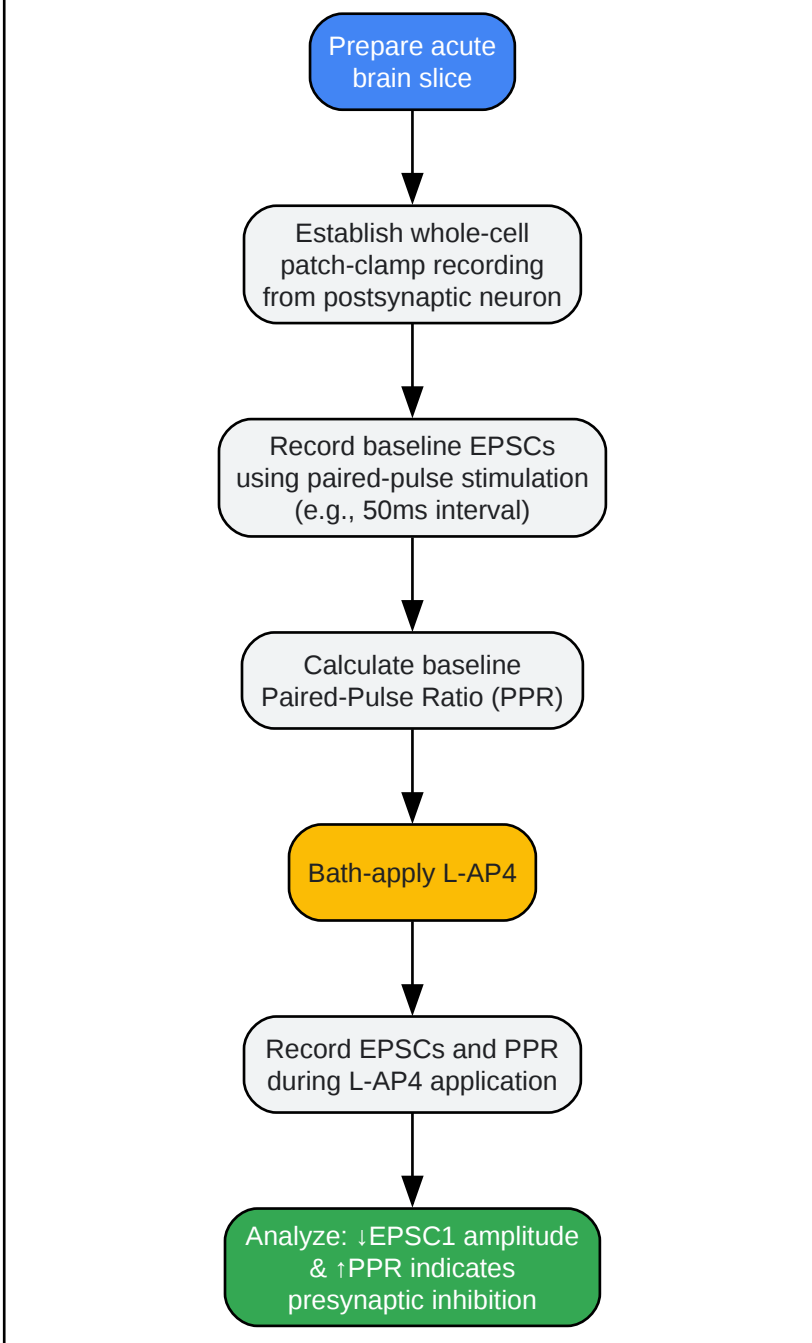 Prepare acute
brain slice
Establish whole-cell
patch-clamp recording
from postsynaptic neuron
Record baseline EPSCs
using paired-pulse stimulation
(e.g., 50ms interval)
Calculate baseline
Paired-Pulse Ratio (PPR)
Bath-apply L-AP4
Record EPSCs and PPR
during L-AP4 application
Analyze: ↓EPSC1 amplitude
& ↑PPR indicates
presynaptic inhibition